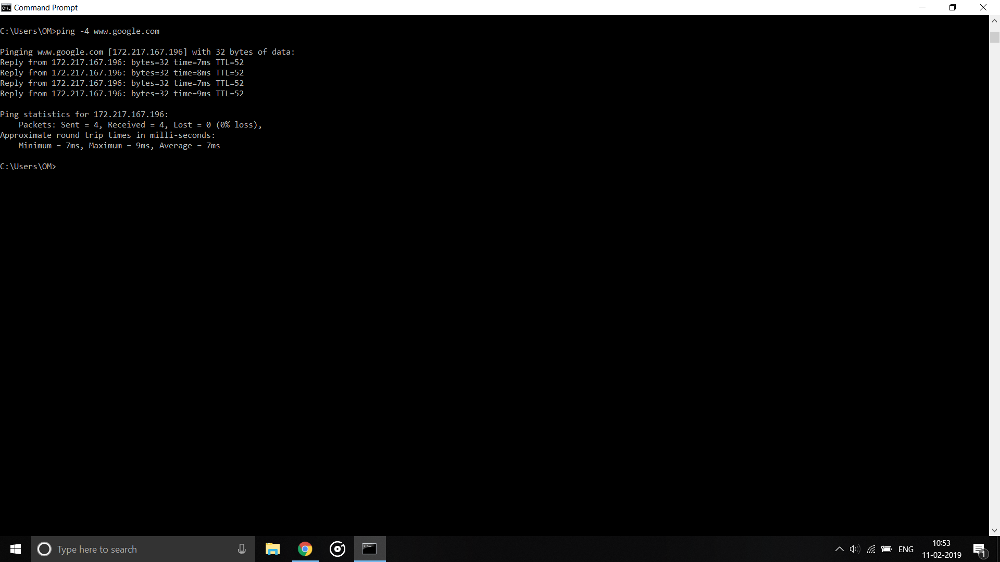 Command Prompt
C:\Users\OM>ping -4 www.google.com
Pinging www.google.com [172.217.167.196] with 32 bytes of data:
Reply from 172.217.167.196: bytes=32 time=7ms TTL=52
Reply from 172.217.167.196: bytes=32 time=8ms TTL=52
Reply from 172.217.167.196: bytes=32 time=7ms TTL=52
Reply from 172.217.167.196: bytes=32 time=9ms TTL=52
Ping statistics for 172.217.167.196:
    Packets: Sent = 4, Received = 4, Lost = 0 (0% loss),
Approximate round trip times in milli-seconds:
    Minimum = 7ms, Maximum = 9ms, Average = 7ms
C:\Users\OM>
Type here to search
ENG
10:53
11-02-2019
1